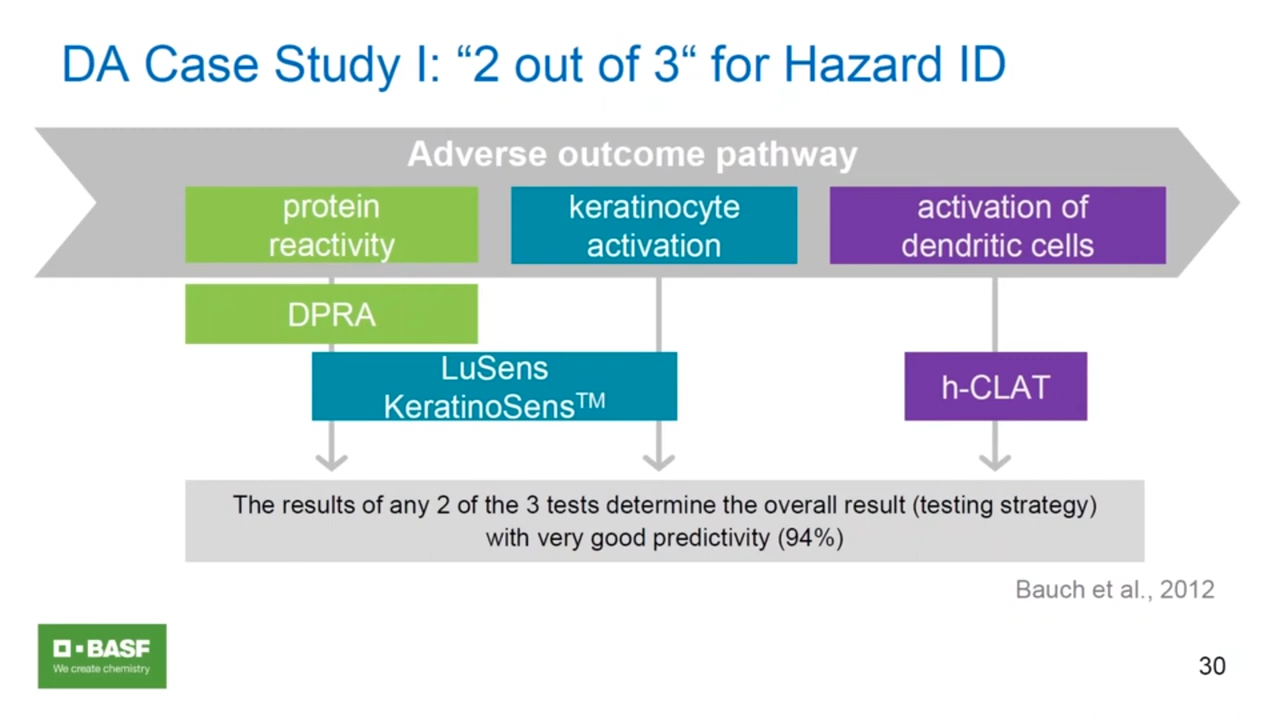 DA Case Study I: “2 out of 3“ for Hazard ID
Adverse outcome pathway
protein
reactivity
keratinocyte
activation
activation of
dendritic cells
DPRA
LuSens
KeratinoSens™
h-CLAT
The results of any 2 of the 3 tests determine the overall result (testing strategy)
with very good predictivity (94%)
Bauch et al., 2012
BASF
We create chemistry
30